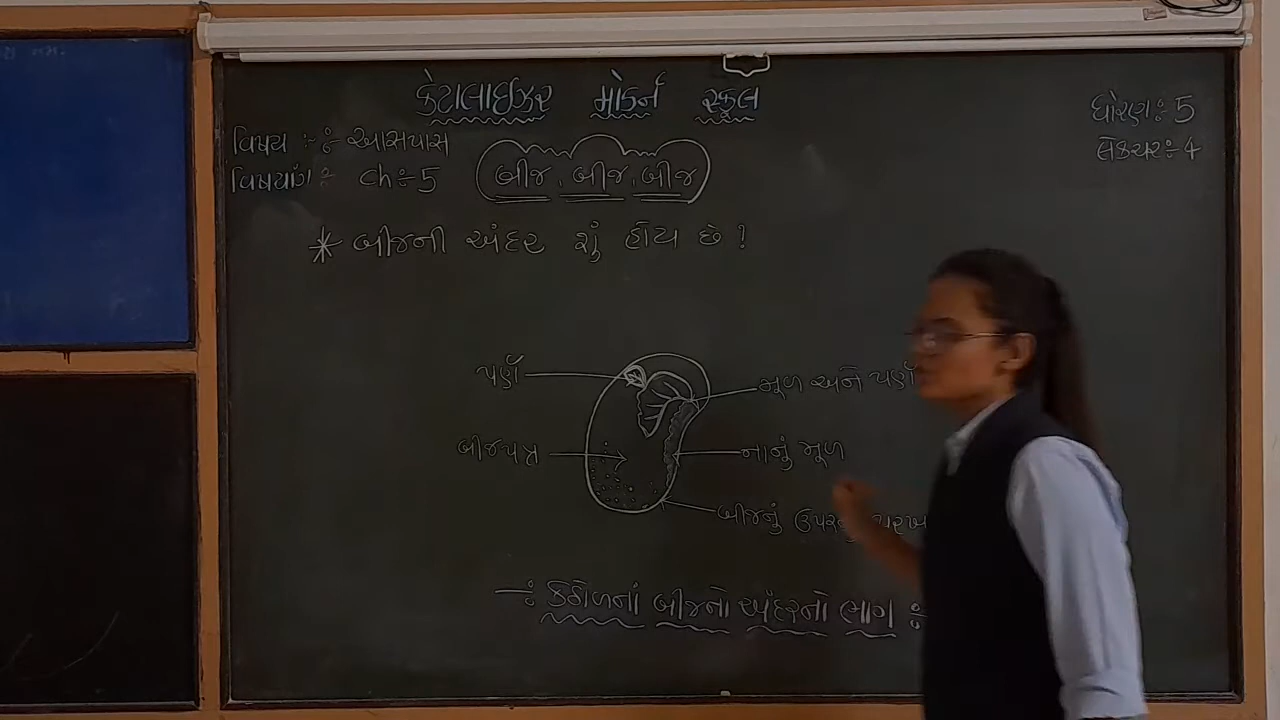 કેટાલાઈઝર મોડર્ન સ્કૂલ
ધોરણ : 5
વિષય :- આસપાસ
લેક્ચર : 4
વિષયાંગ : Ch : 5 બીજ, બીજ, બીજ
* બીજની અંદર શું હોય છે ?
પર્ણ
મૂળ અને પર્ણ
બીજપત્ર
નાનું મૂળ
બીજનું
-: કઠોળનાં બીજનો અંદરનો ભાગ :